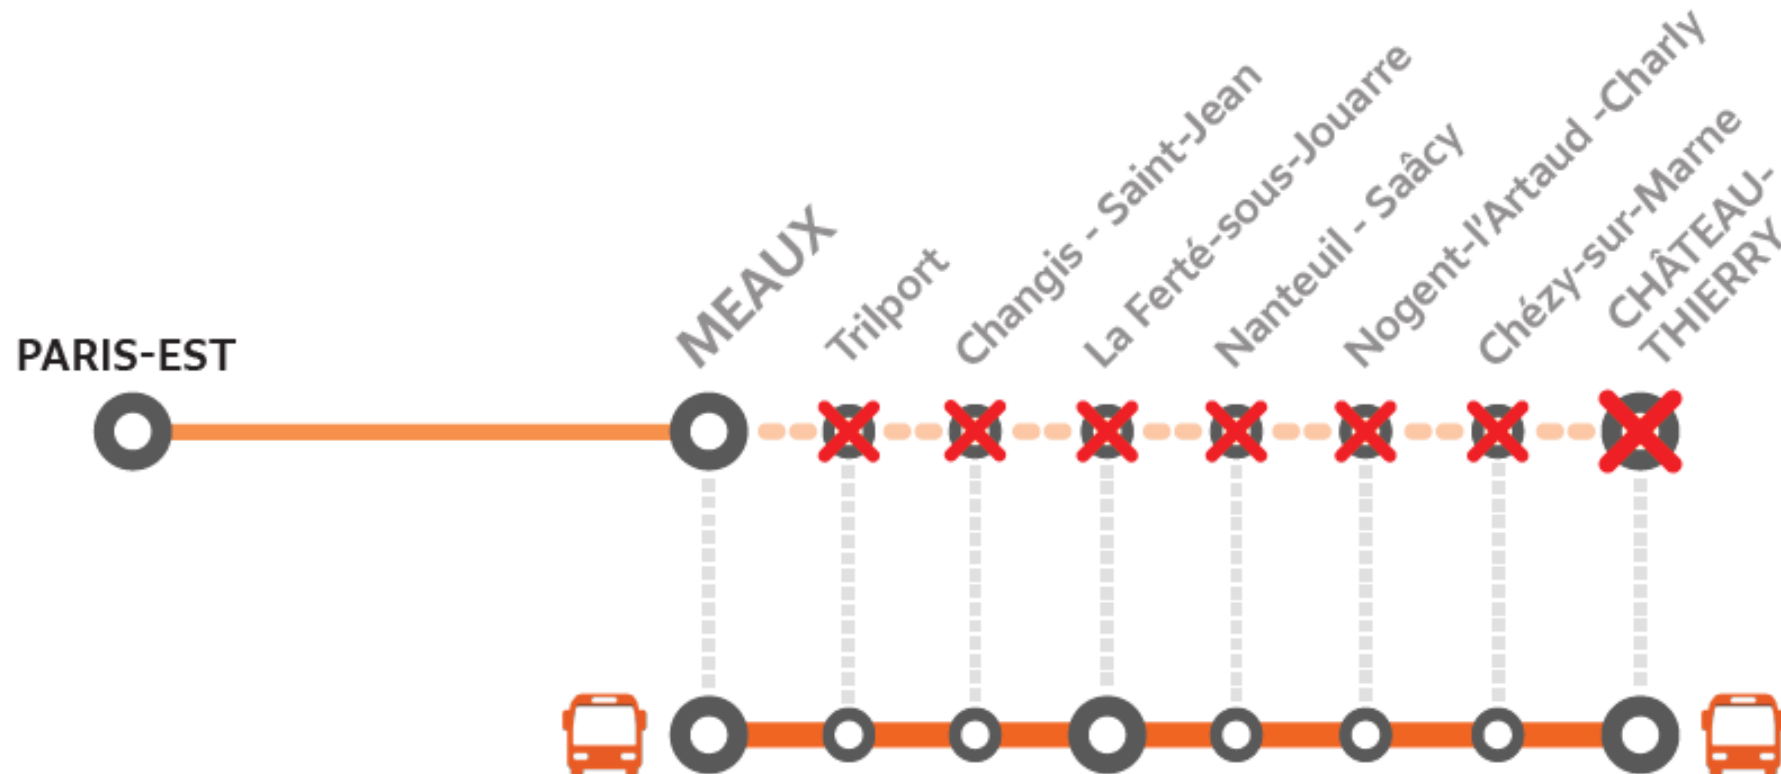 PARIS-EST
MEAUX
Trilport
Changis - Saint-Jean
La Ferté-sous-Jouarre
Nanteuil - Saâcy
Nogent-l'Artaud -Charly
Chézy-sur-Marne
CHÂTEAU-
THIERRY